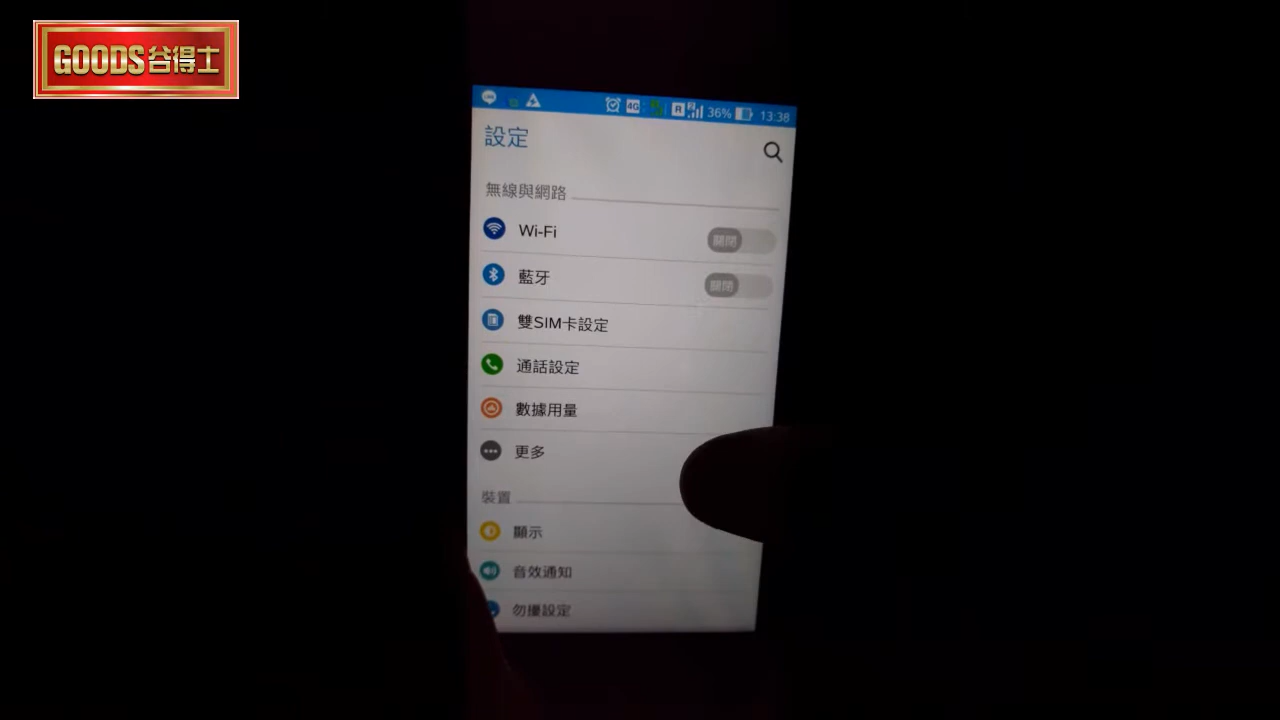 GOODS谷得士
4G R 2 36% 13:38
設定
無線與網路
Wi-Fi 關閉
藍牙 關閉
雙SIM卡設定
通話設定
數據用量
更多
裝置
顯示
音效通知
勿擾設定